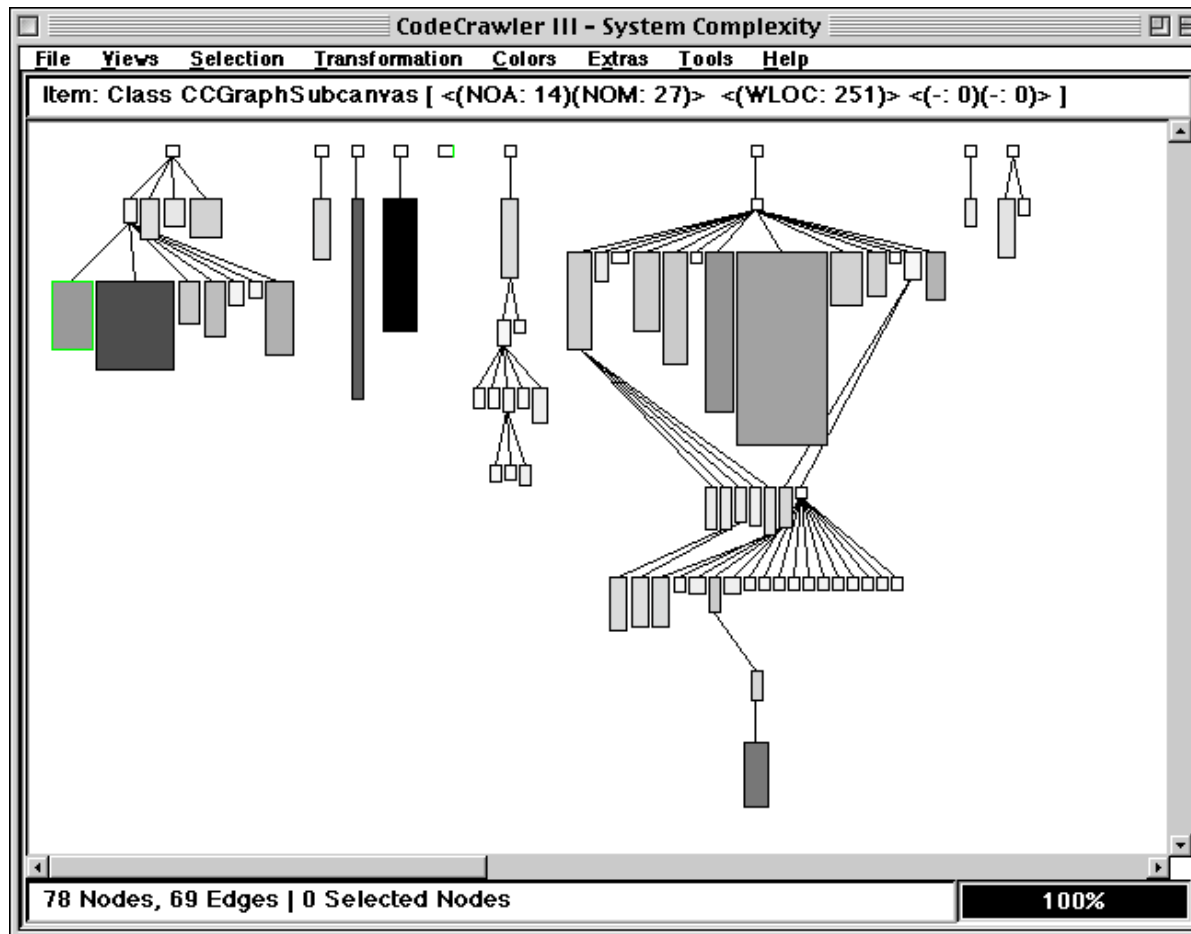 CodeCrawler III - System Complexity
File Views Selection Transformation Colors Extras Tools Help
Item: Class CCGraphSubcanvas [ <(NOA: 14)(NOM: 27)> <(WLOC: 251)> <(-: 0)(-: 0)> ]
78 Nodes, 69 Edges | 0 Selected Nodes
100%